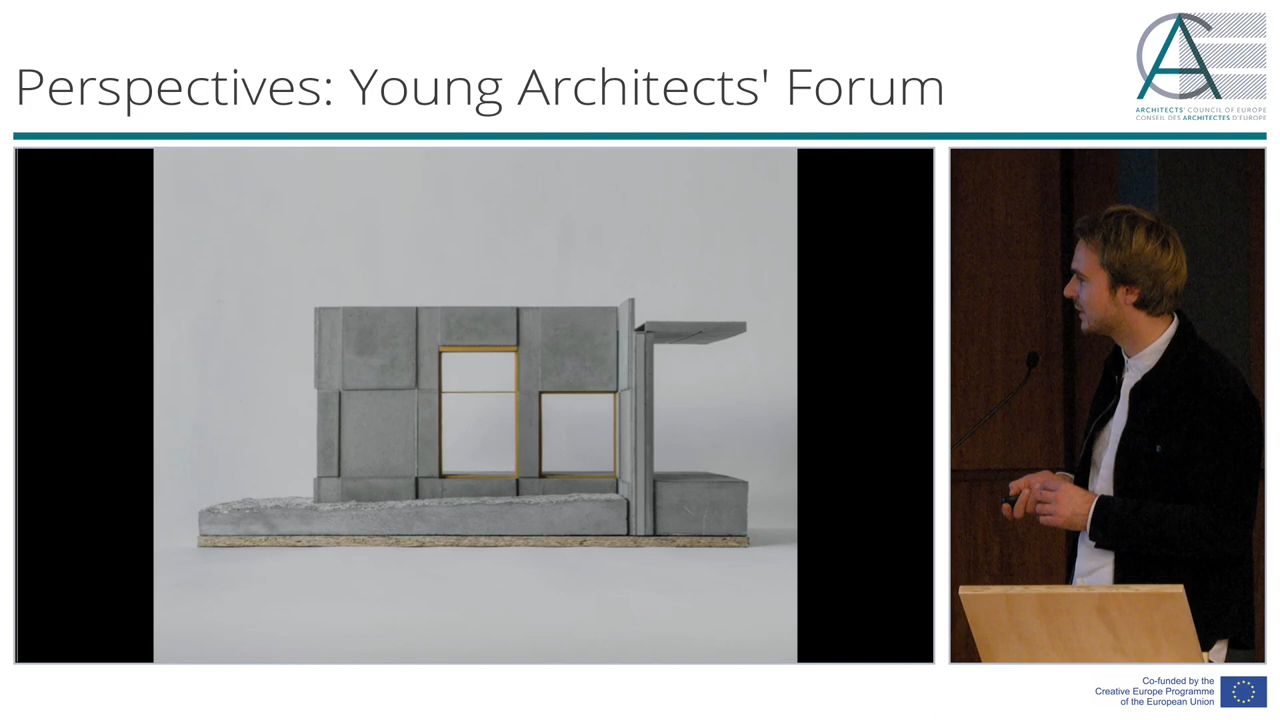 Perspectives: Young Architects' Forum
ARCHITECTS' COUNCIL OF EUROPE
CONSEIL DES ARCHITECTES D'EUROPE
Co-funded by the
Creative Europe Programme
of the European Union